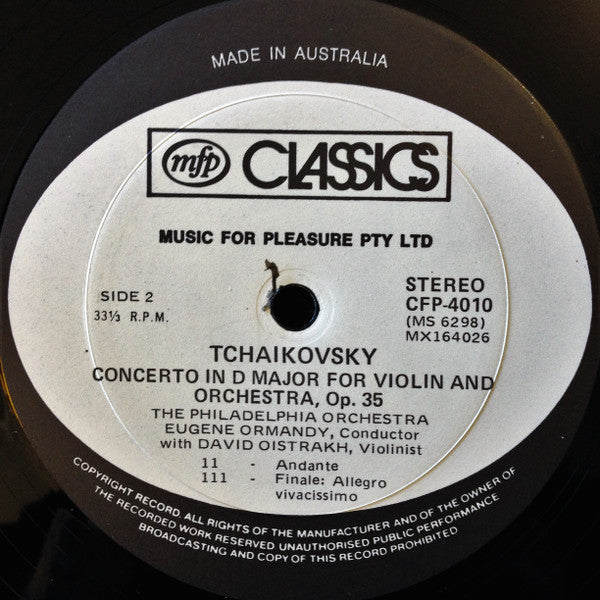 MADE IN AUSTRALIA
mfp CLASSICS
MUSIC FOR PLEASURE PTY LTD
SIDE 2
33⅓ R.P.M.
STEREO
CFP-4010
(MS 6298)
MX164026
TCHAIKOVSKY
CONCERTO IN D MAJOR FOR VIOLIN AND
ORCHESTRA, Op. 35
THE PHILADELPHIA ORCHESTRA
EUGENE ORMANDY, Conductor
with DAVID OISTRAKH, Violinist
11 - Andante
111 - Finale: Allegro
vivacissimo
COPYRIGHT RECORD. ALL RIGHTS OF THE MANUFACTURER AND OF THE OWNER OF
THE RECORDED WORK RESERVED UNAUTHORISED PUBLIC PERFORMANCE
BROADCASTING AND COPY OF THIS RECORD PROHIBITED